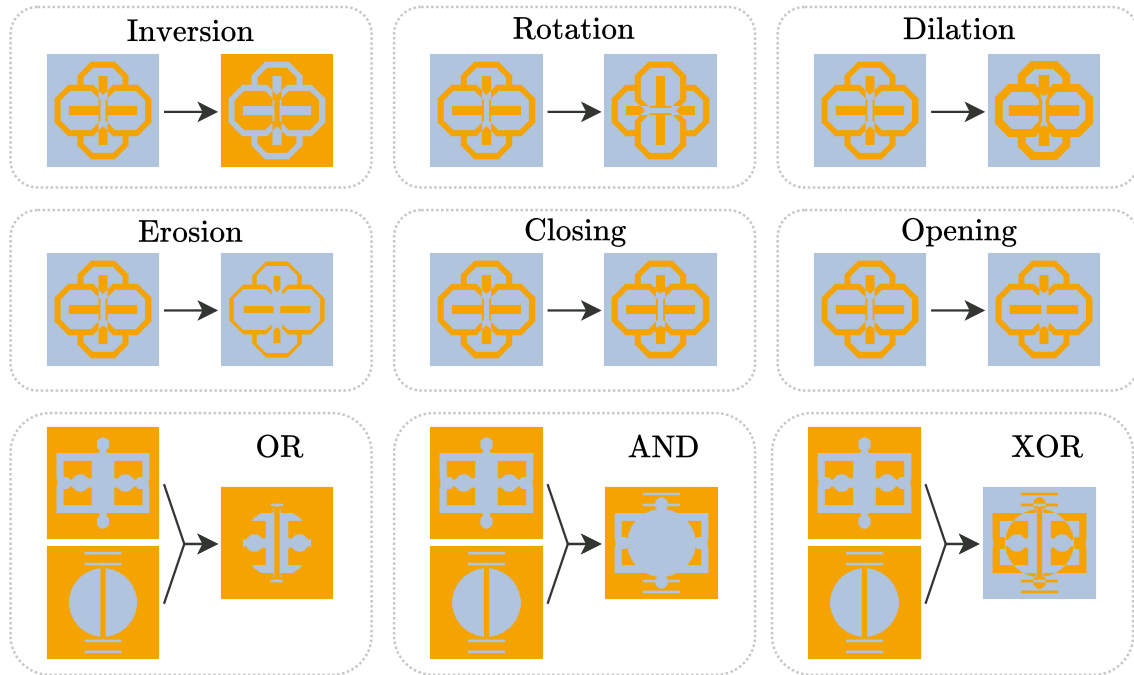 Inversion
Rotation
Dilation
Erosion
Closing
Opening
OR
AND
XOR